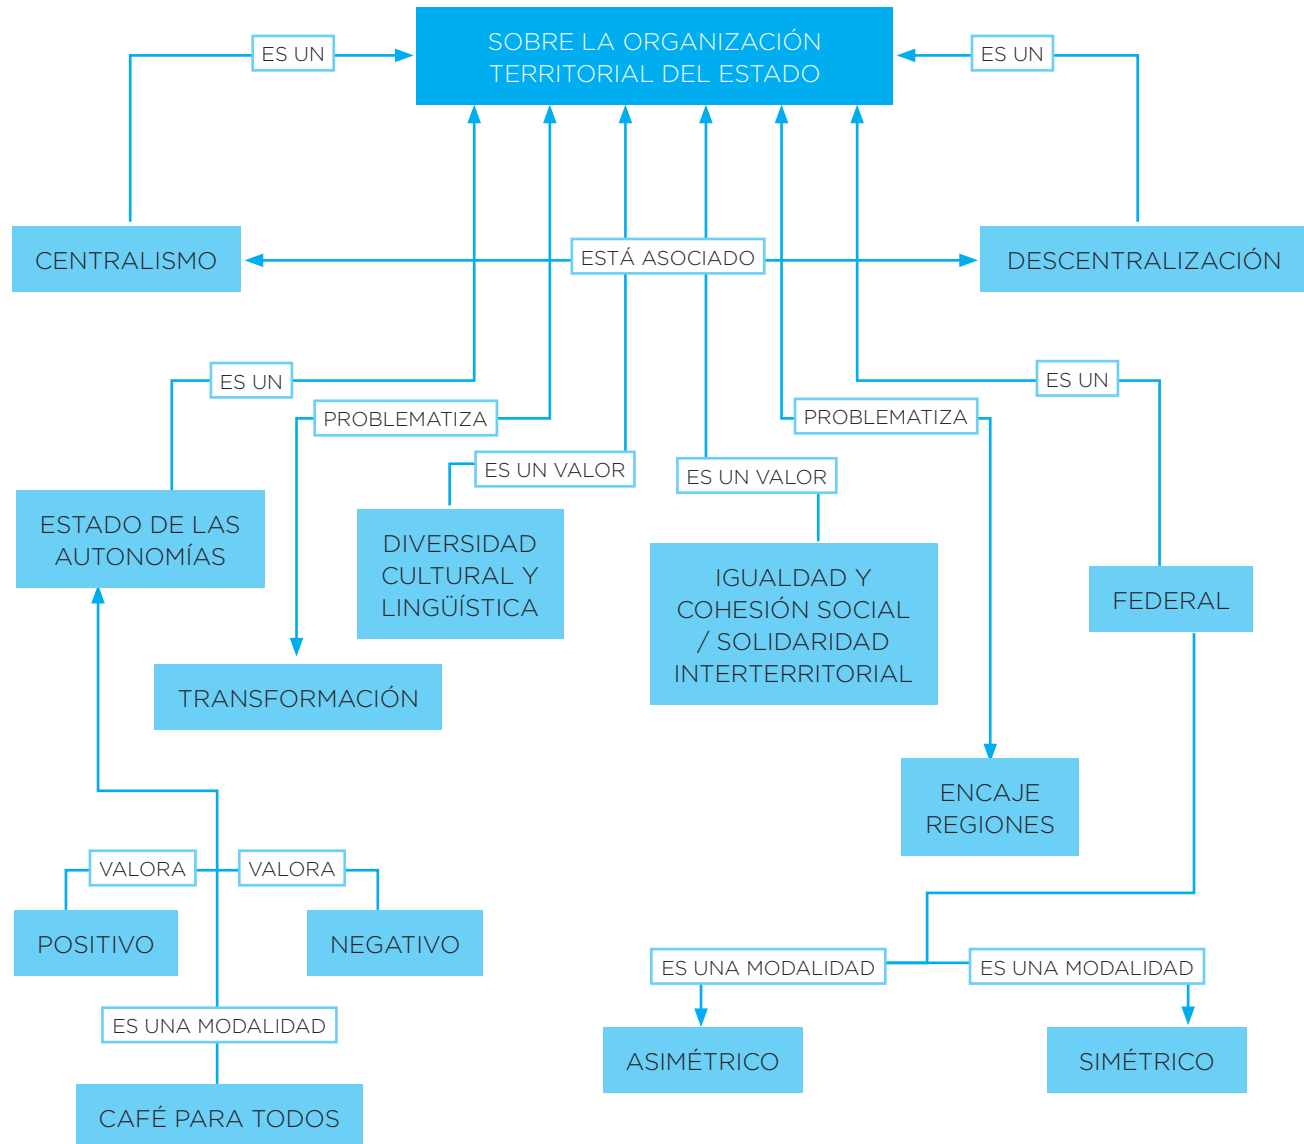 SOBRE LA ORGANIZACIÓN
TERRITORIAL DEL ESTADO
ES UN
ES UN
CENTRALISMO
ESTÁ ASOCIADO
DESCENTRALIZACIÓN
ES UN
ES UN
PROBLEMATIZA
PROBLEMATIZA
ES UN VALOR
ES UN VALOR
ESTADO DE LAS
AUTONOMÍAS
DIVERSIDAD
CULTURAL Y
LINGÜÍSTICA
IGUALDAD Y
COHESIÓN SOCIAL
/ SOLIDARIDAD
INTERTERRITORIAL
FEDERAL
TRANSFORMACIÓN
ENCAJE
REGIONES
VALORA
VALORA
POSITIVO
NEGATIVO
ES UNA MODALIDAD
ES UNA MODALIDAD
ES UNA MODALIDAD
ASIMÉTRICO
SIMÉTRICO
CAFÉ PARA TODOS